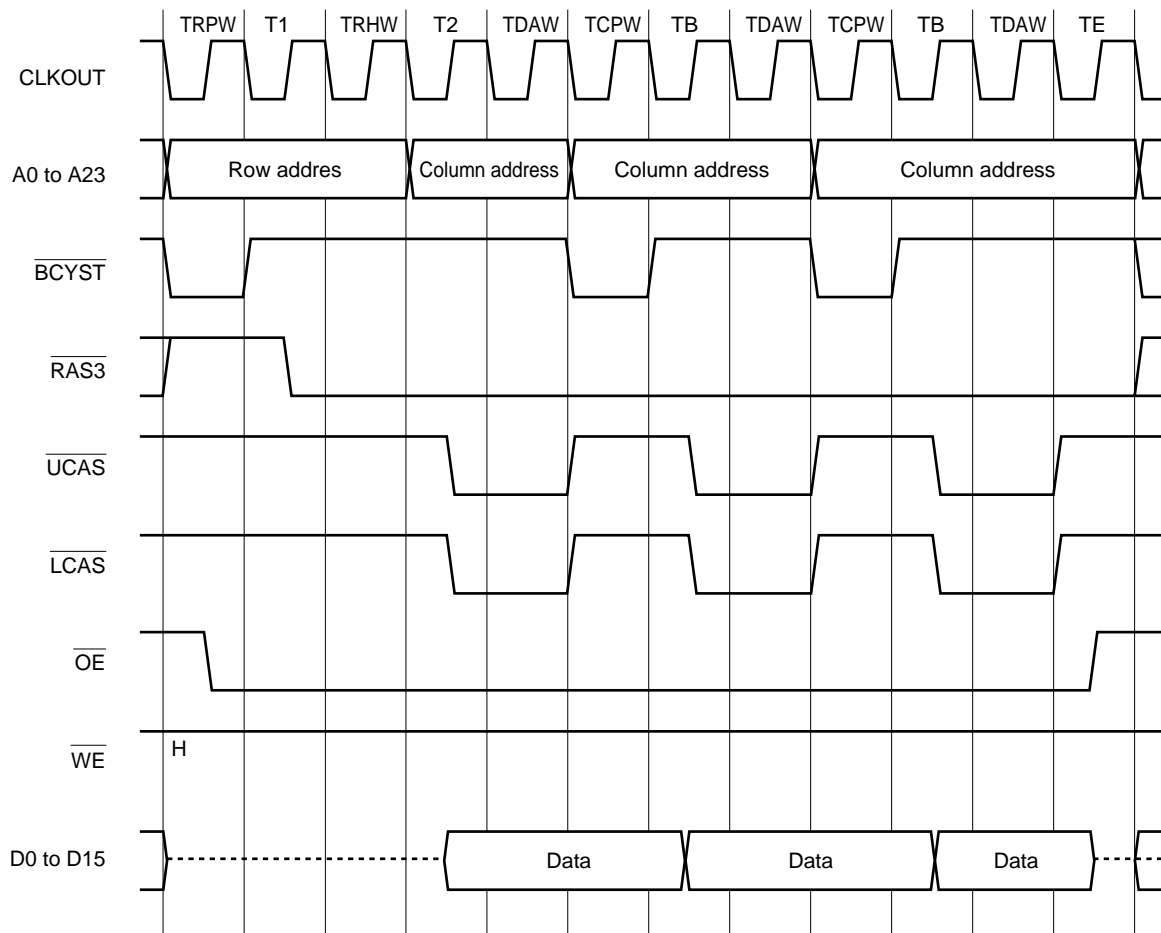 TRPW T1 TRHW T2 TDAW TCPW TB TDAW TCPW TB TDAW TE
CLKOUT
A0 to A23 Row addres Column address Column address Column address
BCYST
RAS3
UCAS
LCAS
OE
WE H
D0 to D15 Data Data Data